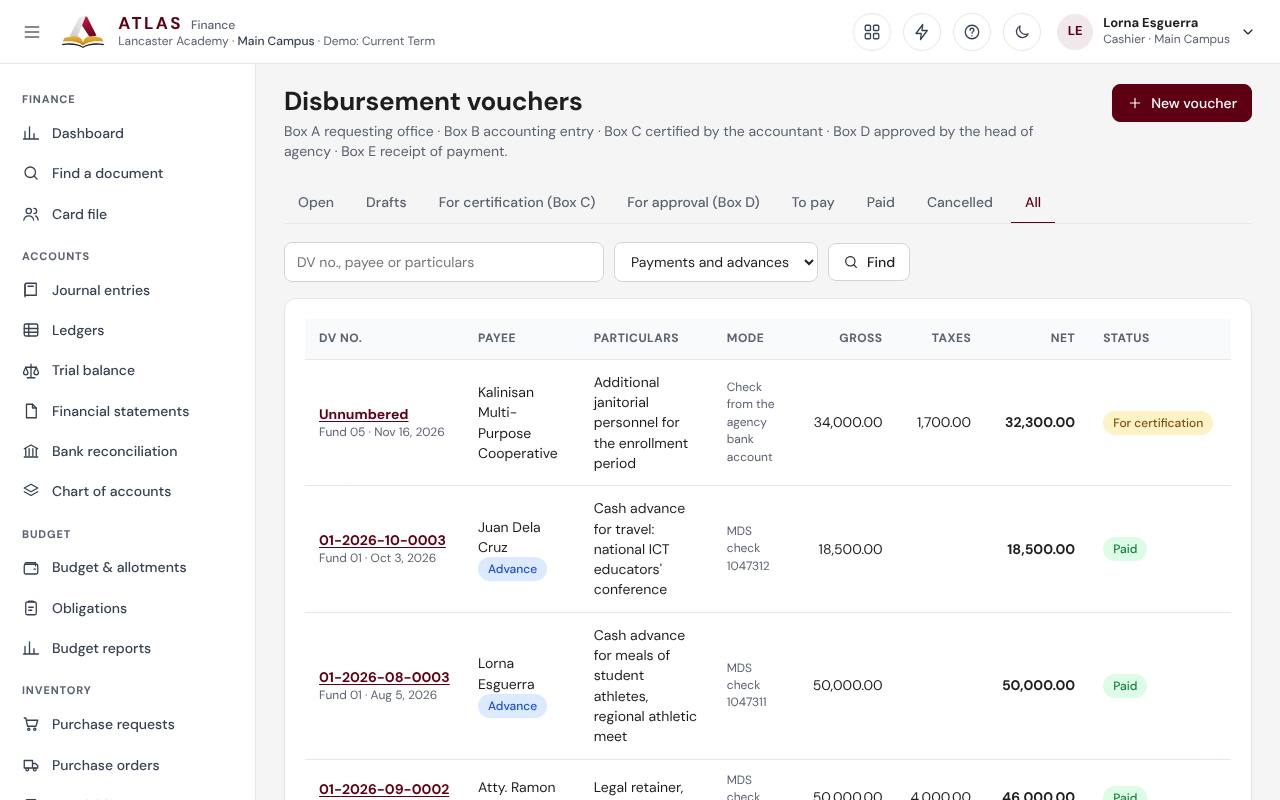 ATLAS Finance
Lancaster Academy · Main Campus · Demo: Current Term
LE
Lorna Esguerra
Cashier · Main Campus
FINANCE
Dashboard
Find a document
Card file
ACCOUNTS
Journal entries
Ledgers
Trial balance
Financial statements
Bank reconciliation
Chart of accounts
BUDGET
Budget & allotments
Obligations
Budget reports
INVENTORY
Purchase requests
Purchase orders
Disbursement vouchers
New voucher
Box A requesting office · Box B accounting entry · Box C certified by the accountant · Box D approved by the head of
agency · Box E receipt of payment.
Open Drafts For certification (Box C) For approval (Box D) To pay Paid Cancelled All
DV no., payee or particulars Payments and advances Find
DV NO. PAYEE PARTICULARS MODE GROSS TAXES NET STATUS
Unnumbered
Fund 05 · Nov 16, 2026
Kalinisan
Multi-
Purpose
Cooperative
Additional
janitorial
personnel for
the enrollment
period
Check
from the
agency
bank
account
34,000.00 1,700.00 32,300.00 For certification
01-2026-10-0003
Fund 01 · Oct 3, 2026
Juan Dela
Cruz
Advance
Cash advance
for travel:
national ICT
educators'
conference
MDS
check
1047312
18,500.00 18,500.00 Paid
01-2026-08-0003
Fund 01 · Aug 5, 2026
Lorna
Esguerra
Advance
Cash advance
for meals of
student
athletes,
regional athletic
meet
MDS
check
1047311
50,000.00 50,000.00 Paid
01-2026-09-0002
Atty. Ramon
Legal retainer,
MDS
check
50,000.00 4,000.00 46,000.00 Paid